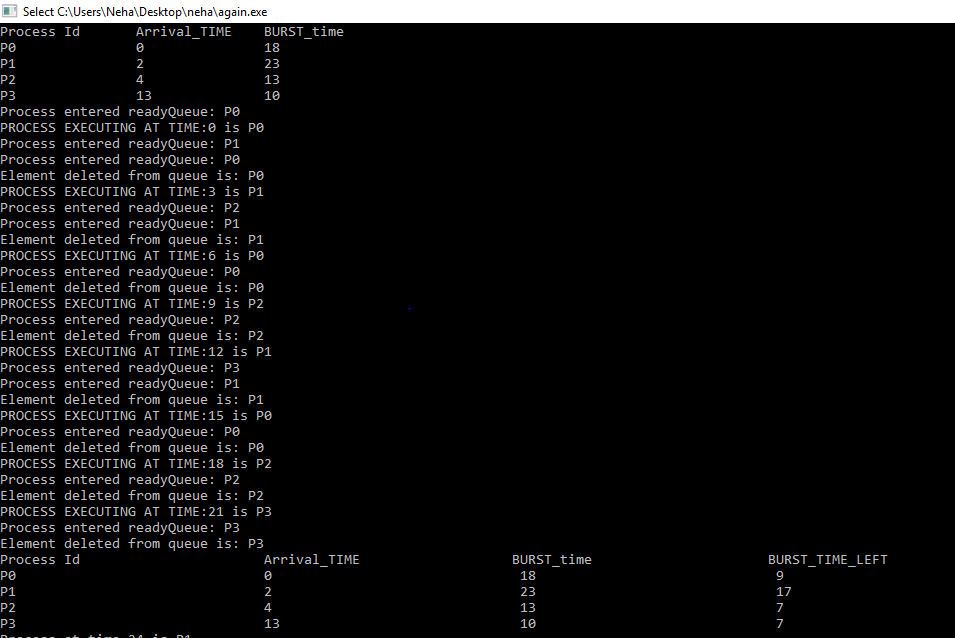 Select C:\Users\Neha\Desktop\neha\again.exe
Process Id Arrival_TIME BURST_time
P0 0 18
P1 2 23
P2 4 13
P3 13 10
Process entered readyQueue: P0
PROCESS EXECUTING AT TIME:0 is P0
Process entered readyQueue: P1
Process entered readyQueue: P0
Element deleted from queue is: P0
PROCESS EXECUTING AT TIME:3 is P1
Process entered readyQueue: P2
Process entered readyQueue: P1
Element deleted from queue is: P1
PROCESS EXECUTING AT TIME:6 is P0
Process entered readyQueue: P0
Element deleted from queue is: P0
PROCESS EXECUTING AT TIME:9 is P2
Process entered readyQueue: P2
Element deleted from queue is: P2
PROCESS EXECUTING AT TIME:12 is P1
Process entered readyQueue: P3
Process entered readyQueue: P1
Element deleted from queue is: P1
PROCESS EXECUTING AT TIME:15 is P0
Process entered readyQueue: P0
Element deleted from queue is: P0
PROCESS EXECUTING AT TIME:18 is P2
Process entered readyQueue: P2
Element deleted from queue is: P2
PROCESS EXECUTING AT TIME:21 is P3
Process entered readyQueue: P3
Element deleted from queue is: P3
Process Id Arrival_TIME BURST_time BURST_TIME_LEFT
P0 0 18 9
P1 2 23 17
P2 4 13 7
P3 13 10 7
Process at time 24 is P1